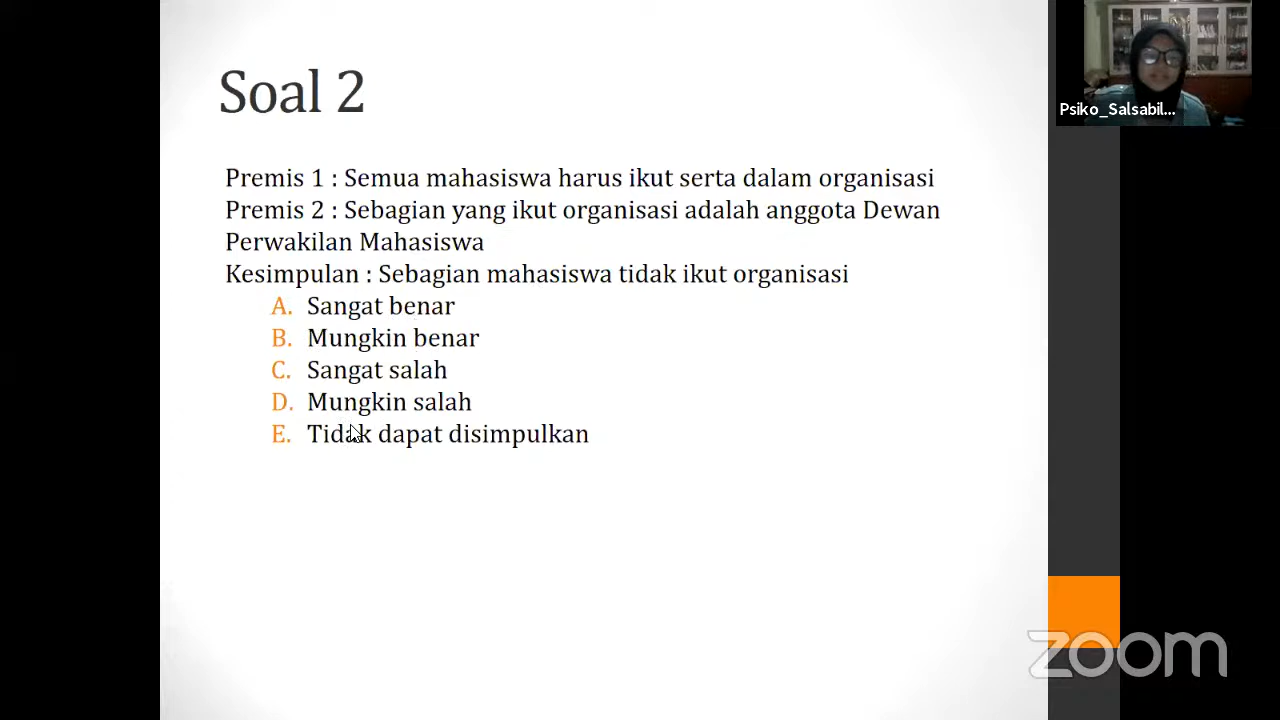 Soal 2
Psiko_Salsabil...
Premis 1 : Semua mahasiswa harus ikut serta dalam organisasi
Premis 2 : Sebagian yang ikut organisasi adalah anggota Dewan
Perwakilan Mahasiswa
Kesimpulan : Sebagian mahasiswa tidak ikut organisasi
A. Sangat benar
B. Mungkin benar
C. Sangat salah
D. Mungkin salah
E. Tidak dapat disimpulkan
zoom